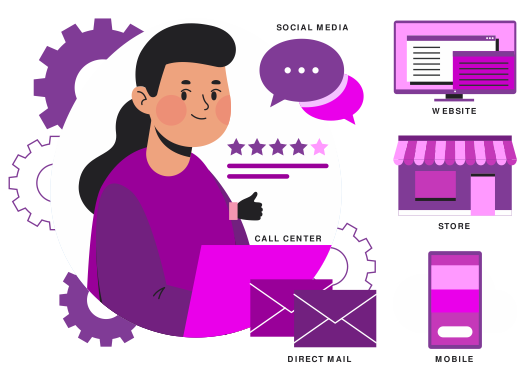 SOCIAL MEDIA
WEBSITE
STORE
CALL CENTER
DIRECT MAIL
MOBILE